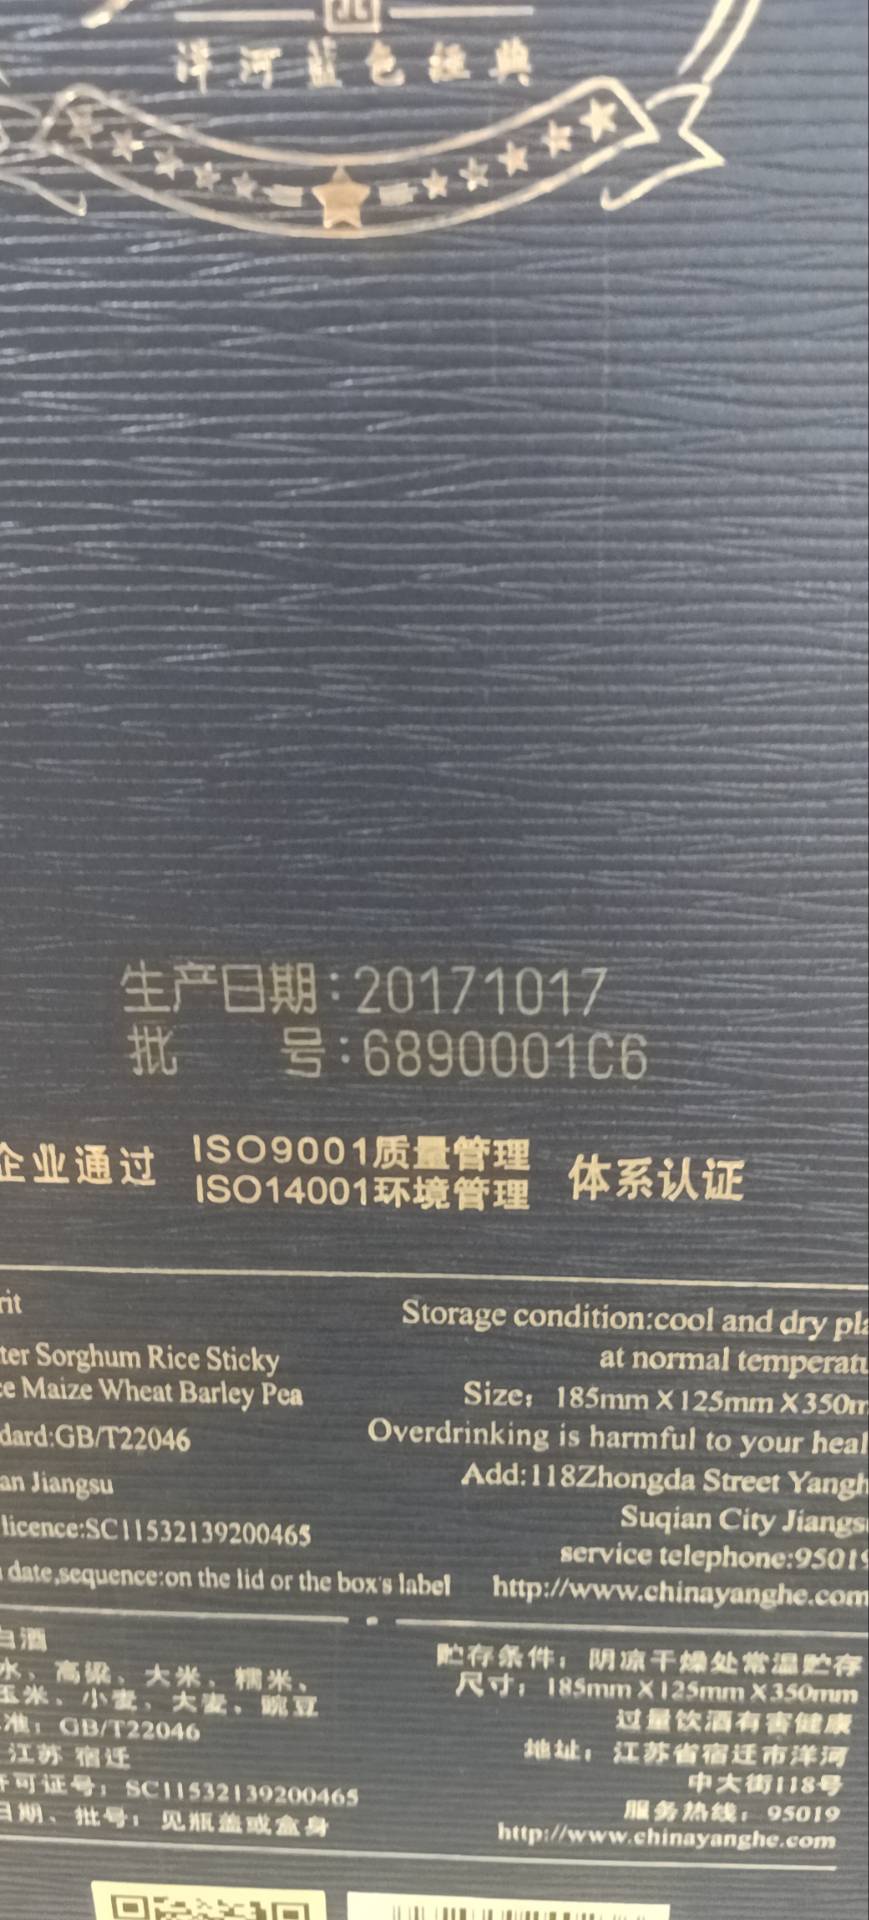 洋河蓝色经典
生产日期:20171017
批 号:6890001C6
企业通过 ISO9001质量管理 体系认证
ISO14001环境管理
rit
Storage condition:cool and dry pla
ter Sorghum Rice Sticky
at normal temperatu
e Maize Wheat Barley Pea
Size: 185mm X 125mm X 350m
dard:GB/T22046
Overdrinking is harmful to your heal
an Jiangsu
Add:118Zhongda Street Yangh
licence:SC11532139200465
Suqian City Jiangs
service telephone:95019
date,sequence:on the lid or the box's label
http://www.chinayanghe.com
白酒
贮存条件:阴凉干燥处常温贮存
水、高粱、大米、糯米、
尺寸:185mm X 125mm X 350mm
玉米、小麦、大麦、豌豆
过量饮酒有害健康
准:GB/T22046
地址:江苏省宿迁市洋河
江苏 宿迁
中大街118号
许可证号:SC11532139200465
服务热线:95019
日期、批号:见瓶盖或盒身
http://www.chinayanghe.com